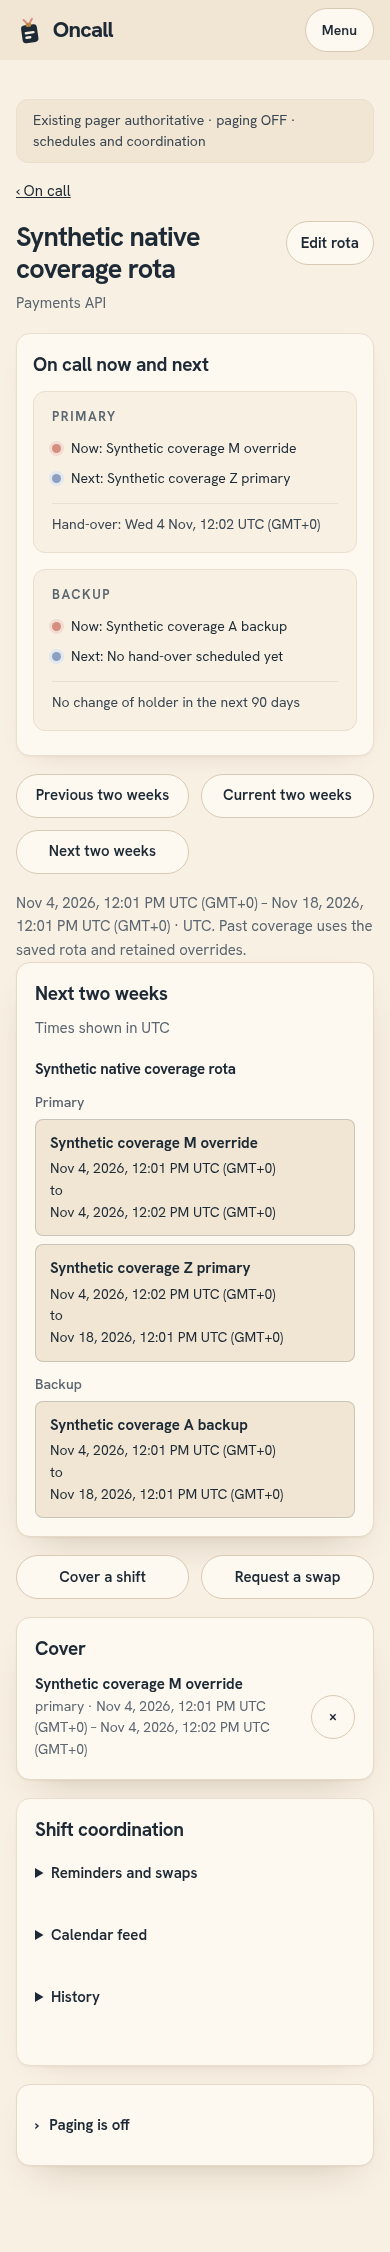 Oncall
Menu
Existing pager authoritative · paging OFF ·
schedules and coordination
‹ On call
Synthetic native
coverage rota
Edit rota
Payments API
On call now and next
PRIMARY
Now: Synthetic coverage M override
Next: Synthetic coverage Z primary
Hand-over: Wed 4 Nov, 12:02 UTC (GMT+0)
BACKUP
Now: Synthetic coverage A backup
Next: No hand-over scheduled yet
No change of holder in the next 90 days
Previous two weeks
Current two weeks
Next two weeks
Nov 4, 2026, 12:01 PM UTC (GMT+0) – Nov 18, 2026,
12:01 PM UTC (GMT+0) · UTC. Past coverage uses the
saved rota and retained overrides.
Next two weeks
Times shown in UTC
Synthetic native coverage rota
Primary
Synthetic coverage M override
Nov 4, 2026, 12:01 PM UTC (GMT+0)
to
Nov 4, 2026, 12:02 PM UTC (GMT+0)
Synthetic coverage Z primary
Nov 4, 2026, 12:02 PM UTC (GMT+0)
to
Nov 18, 2026, 12:01 PM UTC (GMT+0)
Backup
Synthetic coverage A backup
Nov 4, 2026, 12:01 PM UTC (GMT+0)
to
Nov 18, 2026, 12:01 PM UTC (GMT+0)
Cover a shift
Request a swap
Cover
Synthetic coverage M override
primary · Nov 4, 2026, 12:01 PM UTC
(GMT+0) – Nov 4, 2026, 12:02 PM UTC
(GMT+0)
×
Shift coordination
▶ Reminders and swaps
▶ Calendar feed
▶ History
› Paging is off